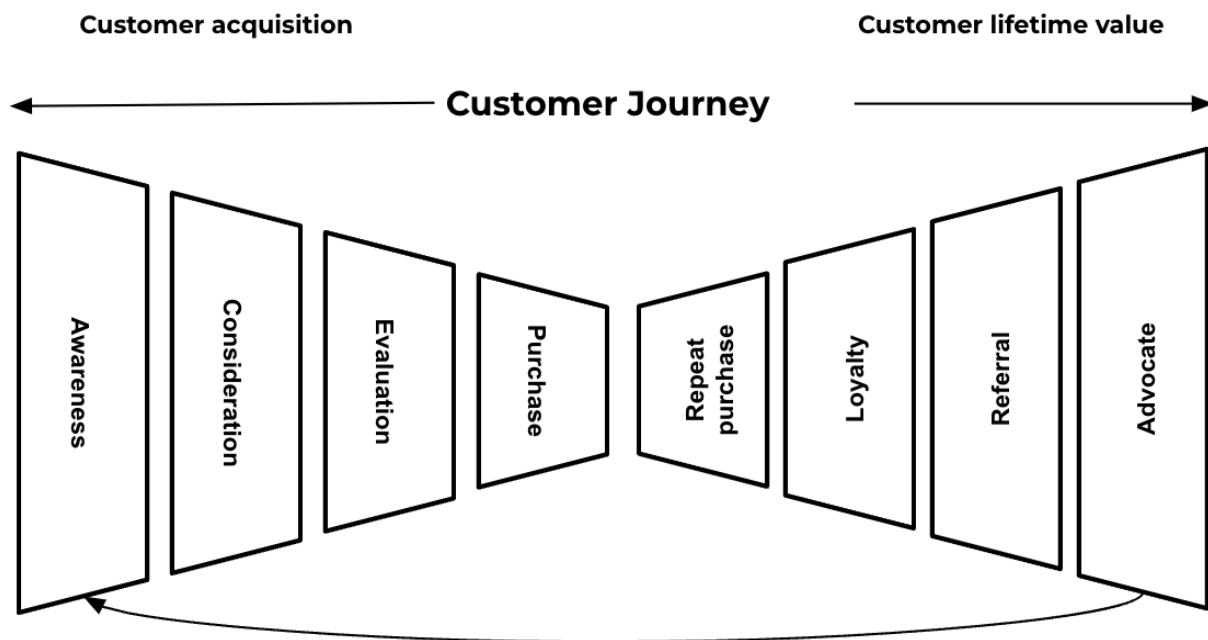 Customer acquisition
Customer lifetime value
Customer Journey
Awareness
Consideration
Evaluation
Purchase
Repeat
purchase
Loyalty
Referral
Advocate